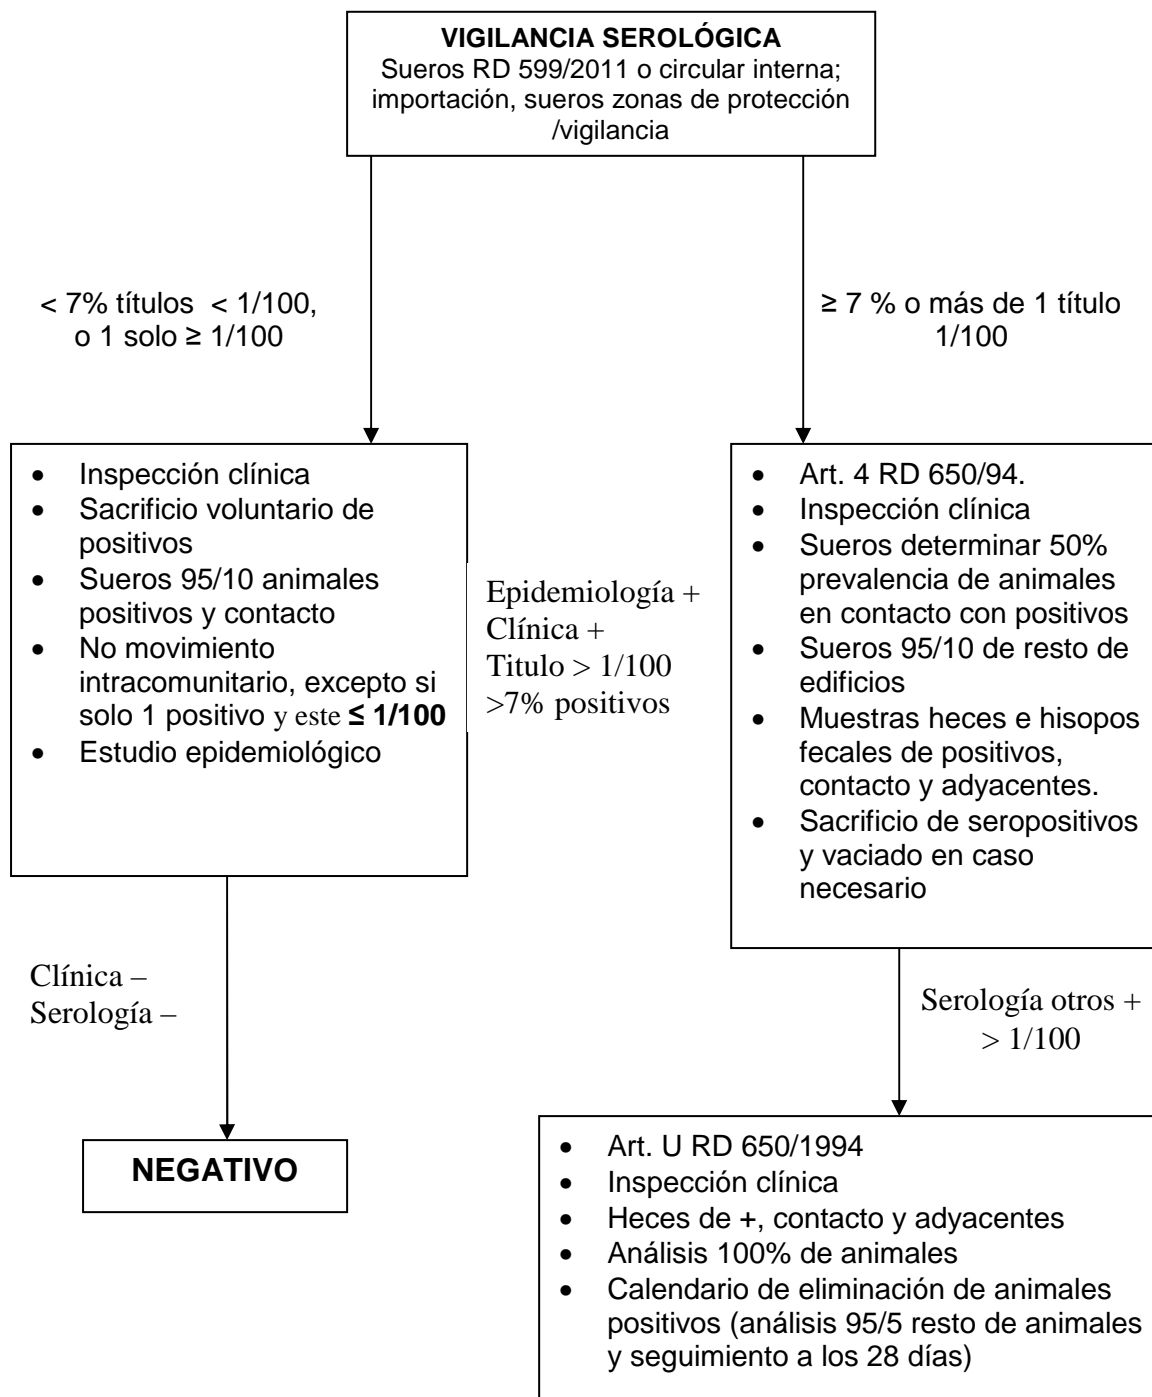 VIGILANCIA SEROLÓGICA
Sueros RD 599/2011 o circular interna;
importación, sueros zonas de protección
/vigilancia
< 7% títulos < 1/100,
o 1 solo ≥ 1/100
≥ 7 % o más de 1 título
1/100
• Inspección clínica
• Sacrificio voluntario de
positivos
• Sueros 95/10 animales
positivos y contacto
• No movimiento
intracomunitario, excepto si
solo 1 positivo y este ≤ 1/100
• Estudio epidemiológico
Epidemiología +
Clínica +
Titulo > 1/100
>7% positivos
• Art. 4 RD 650/94.
• Inspección clínica
• Sueros determinar 50%
prevalencia de animales
en contacto con positivos
• Sueros 95/10 de resto de
edificios
• Muestras heces e hisopos
fecales de positivos,
contacto y adyacentes.
• Sacrificio de seropositivos
y vaciado en caso
necesario
Clínica –
Serología –
Serología otros +
> 1/100
NEGATIVO
• Art. U RD 650/1994
• Inspección clínica
• Heces de +, contacto y adyacentes
• Análisis 100% de animales
• Calendario de eliminación de animales
positivos (análisis 95/5 resto de animales
y seguimiento a los 28 días)